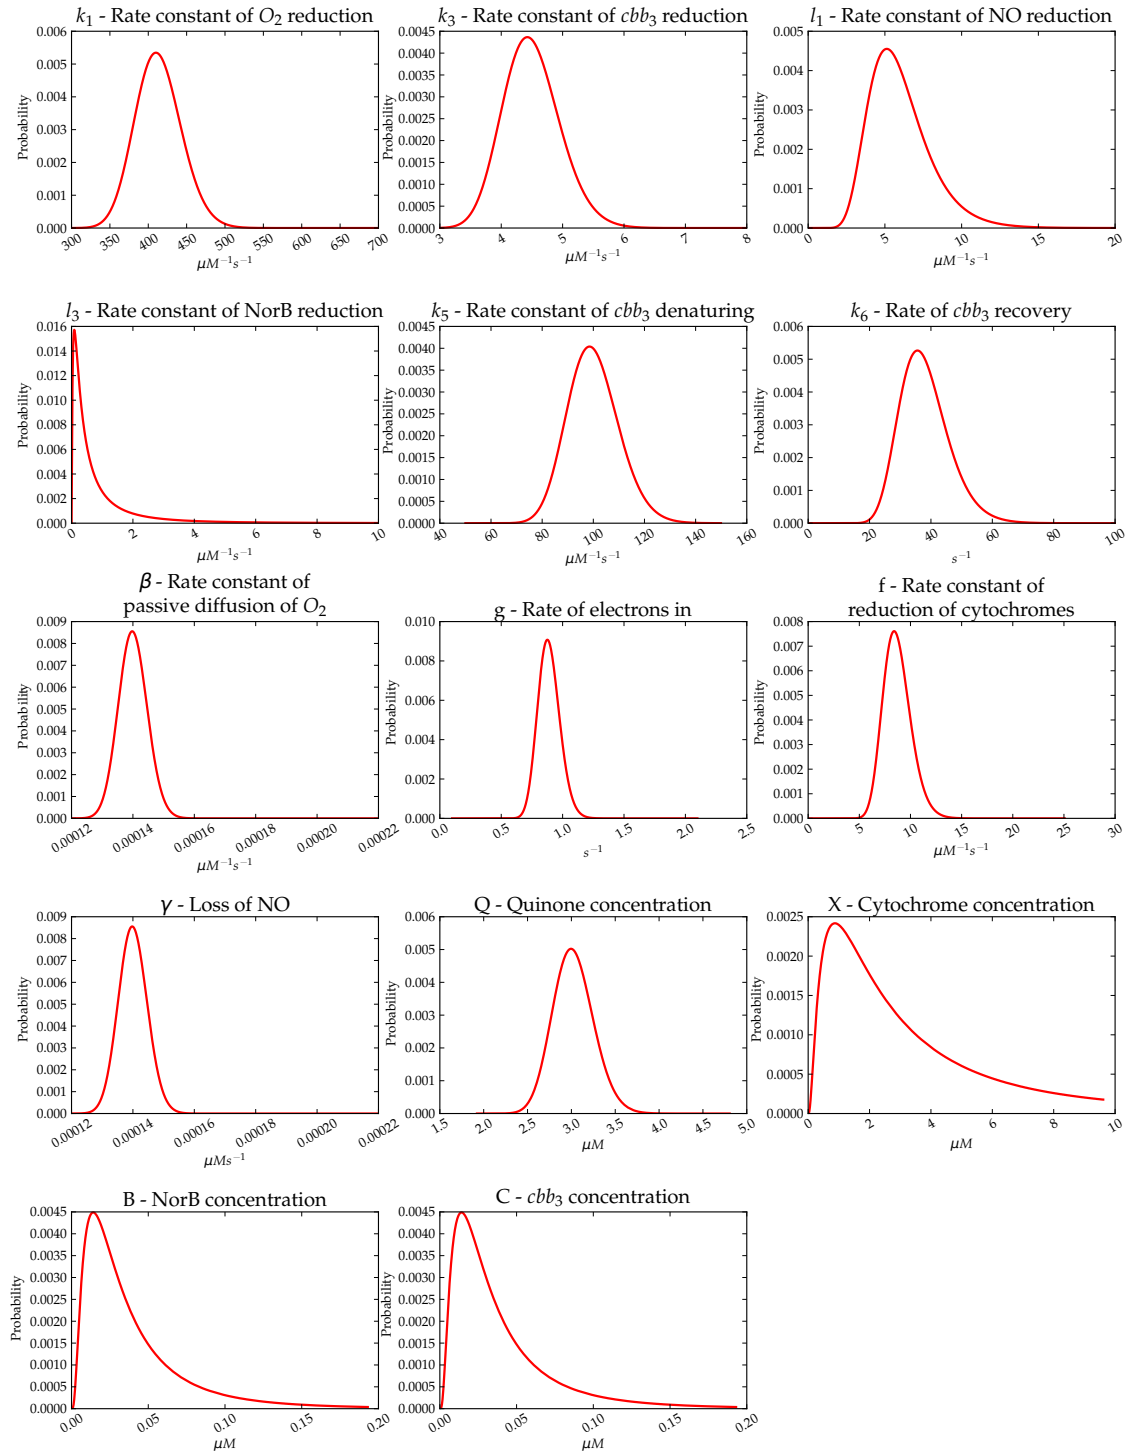 k₁ - Rate constant of O₂ reduction
0.006
0.005
0.004
0.003
0.002
0.001
0.000
Probability
300 350 400 450 500 550 600 650 700
μM⁻¹s⁻¹
k₃ - Rate constant of cbb₃ reduction
0.0045
0.0040
0.0035
0.0030
0.0025
0.0020
0.0015
0.0010
0.0005
0.000
Probability
3 4 5 6 7 8
μM⁻¹s⁻¹
l₁ - Rate constant of NO reduction
0.005
0.004
0.003
0.002
0.001
0.000
Probability
0 5 10 15 20
μM⁻¹s⁻¹
l₃ - Rate constant of NorB reduction
0.016
0.014
0.012
0.010
0.008
0.006
0.004
0.002
0.000
Probability
0 2 4 6 8 10
μM⁻¹s⁻¹
k₅ - Rate constant of cbb₃ denaturing
0.0045
0.0040
0.0035
0.0030
0.0025
0.0020
0.0015
0.0010
0.0005
0.000
Probability
40 60 80 100 120 140 160
μM⁻¹s⁻¹
k₆ - Rate of cbb₃ recovery
0.006
0.005
0.004
0.003
0.002
0.001
0.000
Probability
0 20 40 60 80 100
s⁻¹
β - Rate constant of
passive diffusion of O₂
0.009
0.008
0.007
0.006
0.005
0.004
0.003
0.002
0.001
0.000
Probability
0.00012 0.00014 0.00016 0.00018 0.00020 0.00022
μM⁻¹s⁻¹
g - Rate of electrons in
0.010
0.008
0.006
0.004
0.002
0.000
Probability
0.0 0.5 1.0 1.5 2.0 2.5
s⁻¹
f - Rate constant of
reduction of cytochromes
0.008
0.007
0.006
0.005
0.004
0.003
0.002
0.001
0.000
Probability
0 5 10 15 20 25 30
μM⁻¹s⁻¹
γ - Loss of NO
0.009
0.008
0.007
0.006
0.005
0.004
0.003
0.002
0.001
0.000
Probability
0.00012 0.00014 0.00016 0.00018 0.00020 0.00022
μMs⁻¹
Q - Quinone concentration
0.006
0.005
0.004
0.003
0.002
0.001
0.000
Probability
1.5 2.0 2.5 3.0 3.5 4.0 4.5 5.0
μM
X - Cytochrome concentration
0.0025
0.0020
0.0015
0.0010
0.0005
0.0000
Probability
0 2 4 6 8 10
μM
B - NorB concentration
0.0045
0.0040
0.0035
0.0030
0.0025
0.0020
0.0015
0.0010
0.0005
0.0000
Probability
0.00 0.05 0.10 0.15 0.20
μM
C - cbb₃ concentration
0.0045
0.0040
0.0035
0.0030
0.0025
0.0020
0.0015
0.0010
0.0005
0.0000
Probability
0.00 0.05 0.10 0.15 0.20
μM